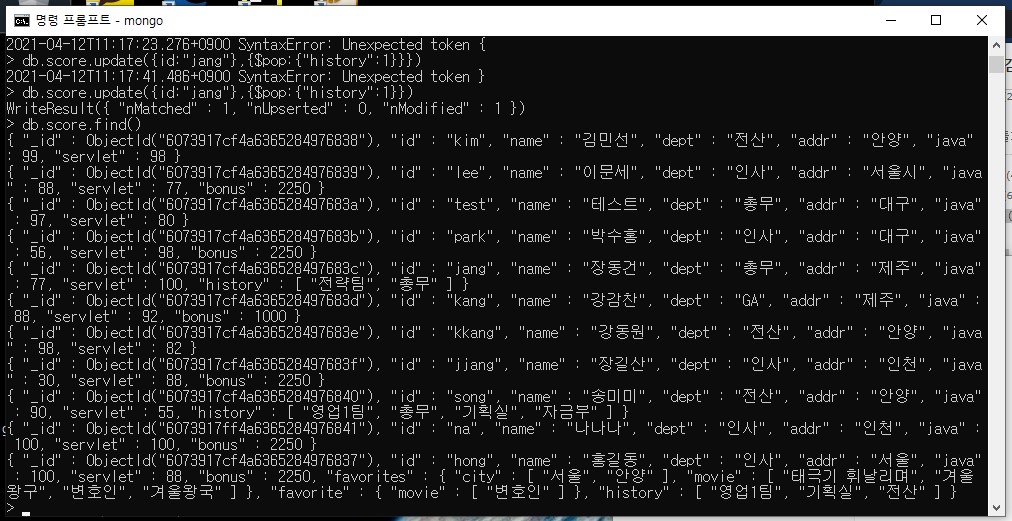 명령 프롬프트 - mongo
2021-04-12T11:17:23.276+0900 SyntaxError: Unexpected token {
> db.score.update({id:"jang"},{$pop:{"history":1}}})
2021-04-12T11:17:41.486+0900 SyntaxError: Unexpected token }
> db.score.update({id:"jang"},{$pop:{"history":1}})
WriteResult({ "nMatched" : 1, "nUpserted" : 0, "nModified" : 1 })
> db.score.find()
{ "_id" : ObjectId("6073917cf4a6365284976838"), "id" : "kim", "name" : "김민선", "dept" : "전산", "addr" : "안양", "java"
: 99, "servlet" : 98 }
{ "_id" : ObjectId("6073917cf4a6365284976839"), "id" : "lee", "name" : "이문세", "dept" : "인사", "addr" : "서울시", "java
" : 88, "servlet" : 77, "bonus" : 2250 }
{ "_id" : ObjectId("6073917cf4a636528497683a"), "id" : "test", "name" : "테스트", "dept" : "총무", "addr" : "대구", "java"
: 97, "servlet" : 80 }
{ "_id" : ObjectId("6073917cf4a636528497683b"), "id" : "park", "name" : "박수홍", "dept" : "인사", "addr" : "대구", "java"
: 56, "servlet" : 98, "bonus" : 2250 }
{ "_id" : ObjectId("6073917cf4a636528497683c"), "id" : "jang", "name" : "장동건", "dept" : "총무", "addr" : "제주", "java"
: 77, "servlet" : 100, "history" : [ "전략팀", "총무" ] }
{ "_id" : ObjectId("6073917cf4a636528497683d"), "id" : "kang", "name" : "강감찬", "dept" : "GA", "addr" : "제주", "java" :
88, "servlet" : 92, "bonus" : 1000 }
{ "_id" : ObjectId("6073917cf4a636528497683e"), "id" : "kkang", "name" : "강동원", "dept" : "전산", "addr" : "안양", "java
" : 98, "servlet" : 82 }
{ "_id" : ObjectId("6073917cf4a636528497683f"), "id" : "jjang", "name" : "장길산", "dept" : "인사", "addr" : "인천", "java
" : 30, "servlet" : 88, "bonus" : 2250 }
{ "_id" : ObjectId("6073917cf4a6365284976840"), "id" : "song", "name" : "송미미", "dept" : "전산", "addr" : "안양", "java"
: 90, "servlet" : 55, "history" : [ "영업1팀", "총무", "기획실", "자금부" ] }
{ "_id" : ObjectId("6073917ff4a6365284976841"), "id" : "na", "name" : "나나나", "dept" : "인사", "addr" : "인천", "java" :
100, "servlet" : 100, "bonus" : 2250 }
{ "_id" : ObjectId("6073917cf4a6365284976837"), "id" : "hong", "name" : "홍길동", "dept" : "인사", "addr" : "서울", "java"
: 100, "servlet" : 68, "bonus" : 2250, "favorites" : { "city" : [ "서울", "안양" ], "movie" : [ "태극기 휘날리며", "겨울
왕구", "변호인", "겨울왕국" ] }, "favorite" : { "movie" : [ "변호인" ] }, "history" : [ "영업1팀", "기획실", "전산" ] }
>